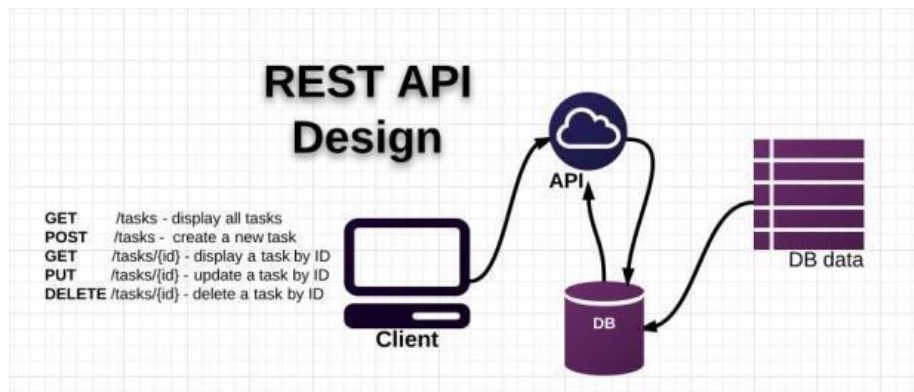 REST API
Design
GET /tasks - display all tasks
POST /tasks - create a new task
GET /tasks/{id} - display a task by ID
PUT /tasks/{id} - update a task by ID
DELETE /tasks/{id} - delete a task by ID
Client
API
DB
DB data